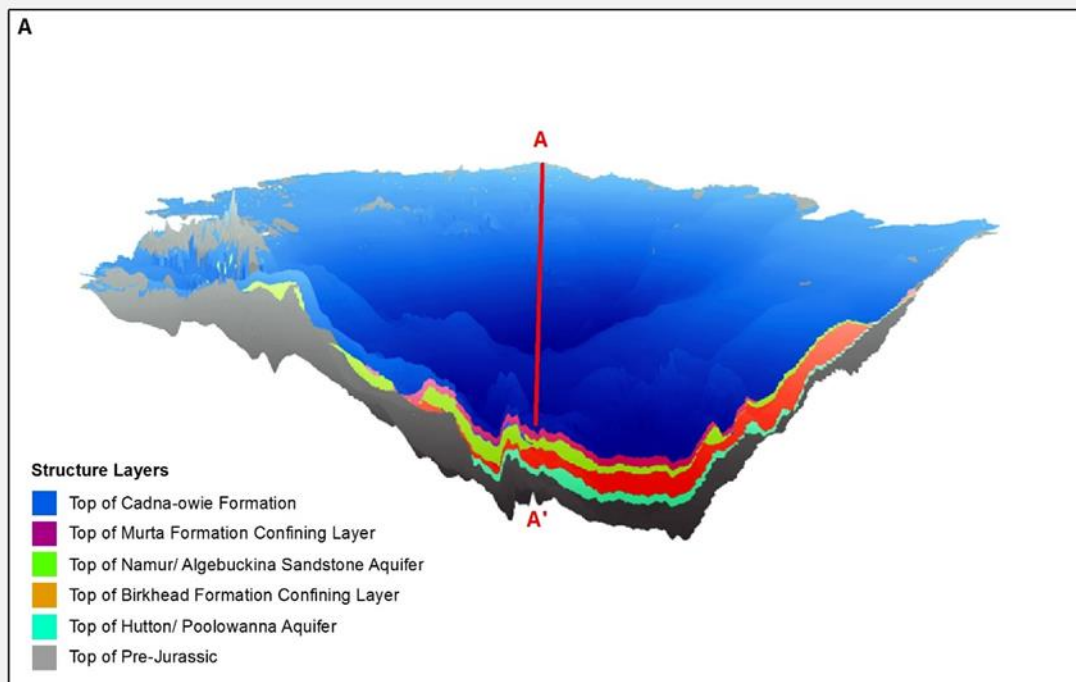 A
A
A'
Structure Layers
Top of Cadna-owie Formation
Top of Murta Formation Confining Layer
Top of Namur/ Algebuckina Sandstone Aquifer
Top of Birkhead Formation Confining Layer
Top of Hutton/ Poolowanna Aquifer
Top of Pre-Jurassic